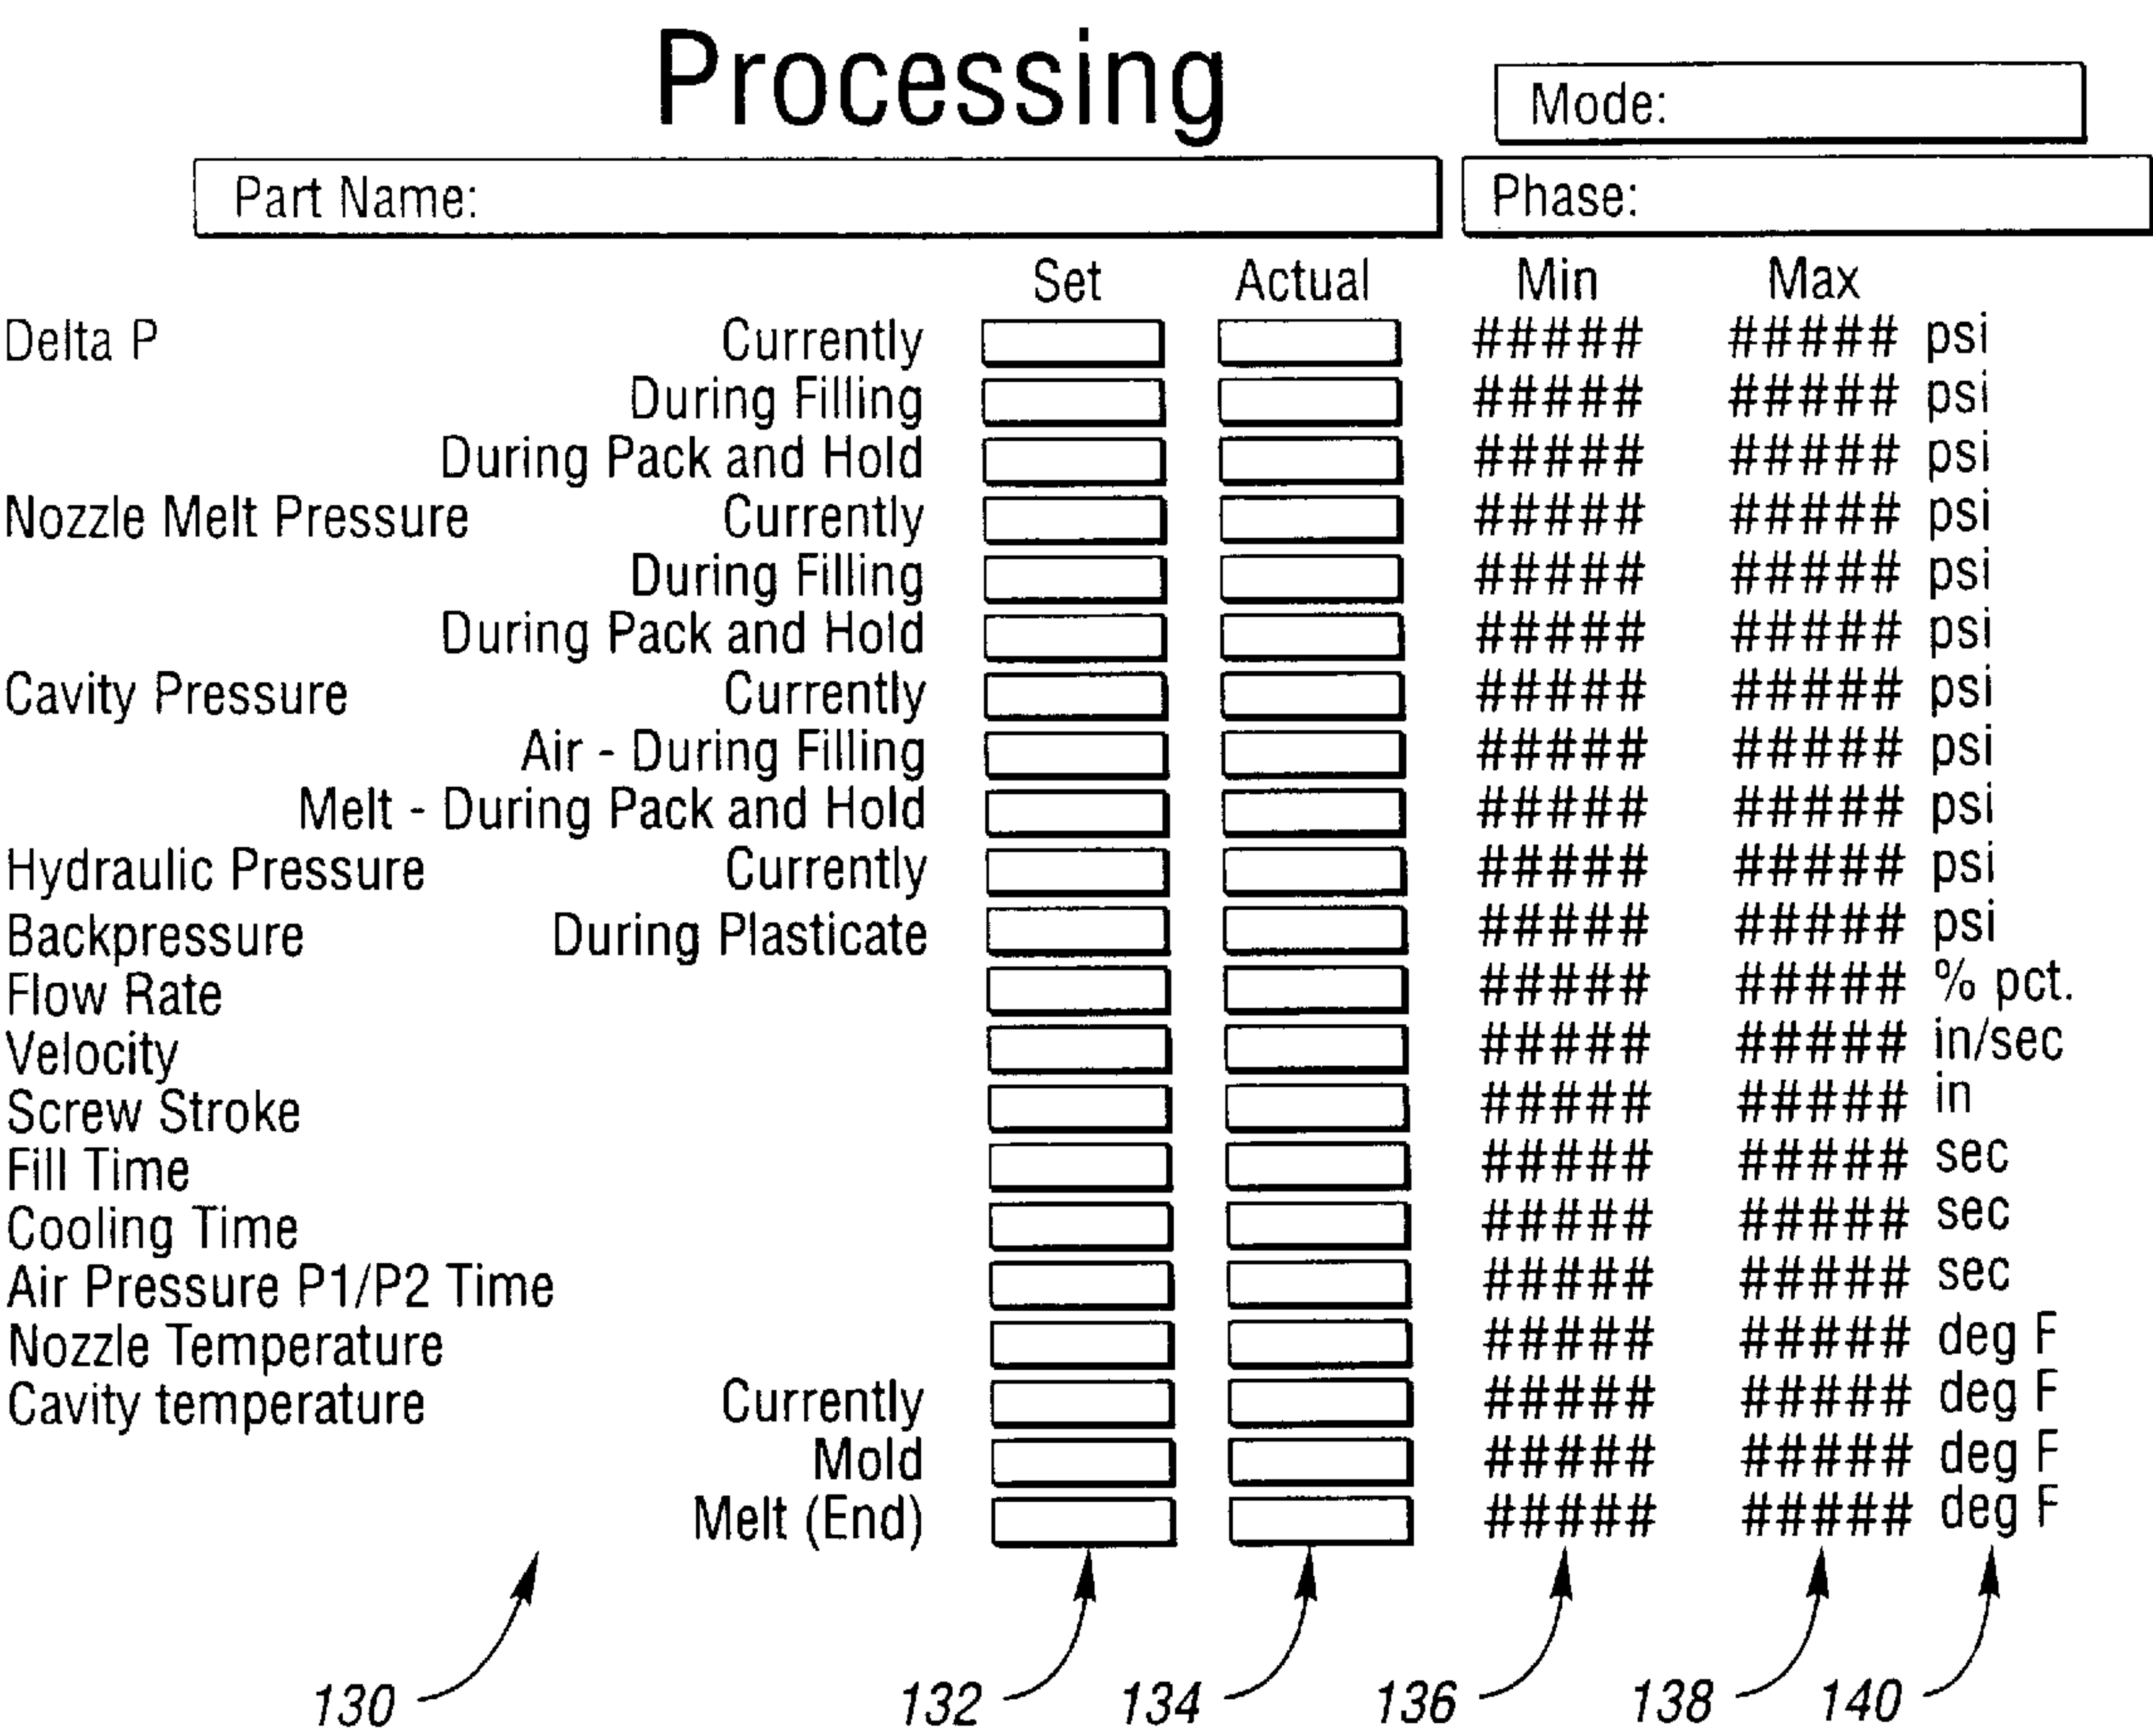 Processing
Mode:
Part Name:
Phase:
Set Actual Min Max
Delta P Currently ##### ##### psi
During Filling ##### ##### psi
During Pack and Hold ##### ##### psi
Nozzle Melt Pressure Currently ##### ##### psi
During Filling ##### ##### psi
During Pack and Hold ##### ##### psi
Cavity Pressure Currently ##### ##### psi
Air - During Filling ##### ##### psi
Melt - During Pack and Hold ##### ##### psi
Hydraulic Pressure Currently ##### ##### psi
Backpressure During Plasticate ##### ##### psi
Flow Rate ##### ##### % pct.
Velocity ##### ##### in/sec
Screw Stroke ##### ##### in
Fill Time ##### ##### sec
Cooling Time ##### ##### sec
Air Pressure P1/P2 Time ##### ##### sec
Nozzle Temperature ##### ##### deg F
Cavity temperature Currently ##### ##### deg F
Mold ##### ##### deg F
Melt (End) ##### ##### deg F
130 132 134 136 138 140